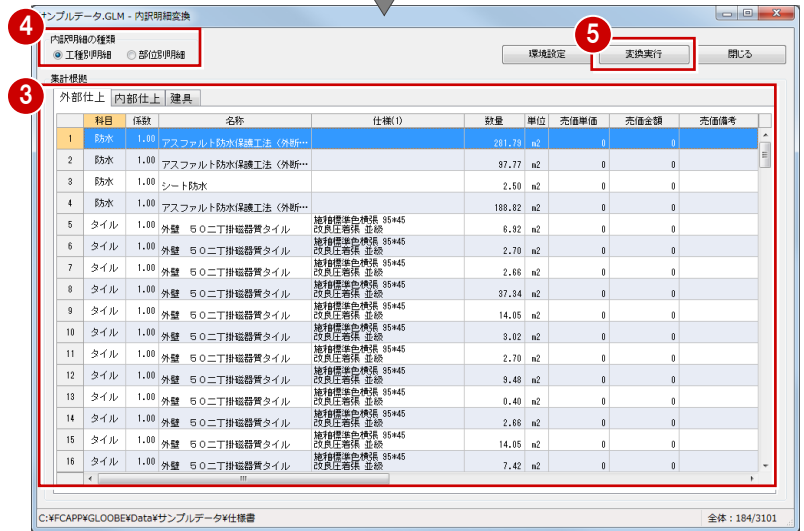 サンプルデータ.GLM - 内訳明細変換
4
内訳明細の種類
工種別明細 部位別明細
5
環境設定 変換実行 閉じる
集計根拠
3
外部仕上 内部仕上 建具
科目 係数 名称 仕様(1) 数量 単位 売価単価 売価金額 売価備考
1 防水 1.00 アスファルト防水保護工法（外断… 281.79 m2 0 0
2 防水 1.00 アスファルト防水保護工法（外断… 97.77 m2 0 0
3 防水 1.00 シート防水 2.50 m2 0 0
4 防水 1.00 アスファルト防水保護工法（外断… 188.82 m2 0 0
5 タイル 1.00 外壁 ５０二丁掛磁器質タイル 施釉標準色横張 95*45 6.92 m2 0 0
改良圧着張 並級
6 タイル 1.00 外壁 ５０二丁掛磁器質タイル 施釉標準色横張 95*45 2.70 m2 0 0
改良圧着張 並級
7 タイル 1.00 外壁 ５０二丁掛磁器質タイル 施釉標準色横張 95*45 2.66 m2 0 0
改良圧着張 並級
8 タイル 1.00 外壁 ５０二丁掛磁器質タイル 施釉標準色横張 95*45 37.34 m2 0 0
改良圧着張 並級
9 タイル 1.00 外壁 ５０二丁掛磁器質タイル 施釉標準色横張 95*45 14.05 m2 0 0
改良圧着張 並級
10 タイル 1.00 外壁 ５０二丁掛磁器質タイル 施釉標準色横張 95*45 3.02 m2 0 0
改良圧着張 並級
11 タイル 1.00 外壁 ５０二丁掛磁器質タイル 施釉標準色横張 95*45 2.70 m2 0 0
改良圧着張 並級
12 タイル 1.00 外壁 ５０二丁掛磁器質タイル 施釉標準色横張 95*45 9.48 m2 0 0
改良圧着張 並級
13 タイル 1.00 外壁 ５０二丁掛磁器質タイル 施釉標準色横張 95*45 0.40 m2 0 0
改良圧着張 並級
14 タイル 1.00 外壁 ５０二丁掛磁器質タイル 施釉標準色横張 95*45 2.66 m2 0 0
改良圧着張 並級
15 タイル 1.00 外壁 ５０二丁掛磁器質タイル 施釉標準色横張 95*45 14.05 m2 0 0
改良圧着張 並級
16 タイル 1.00 外壁 ５０二丁掛磁器質タイル 施釉標準色横張 95*45 7.42 m2 0 0
改良圧着張 並級
C:¥FCAPP¥GLOOBE¥Data¥サンプルデータ¥仕様書 全体：184/3101